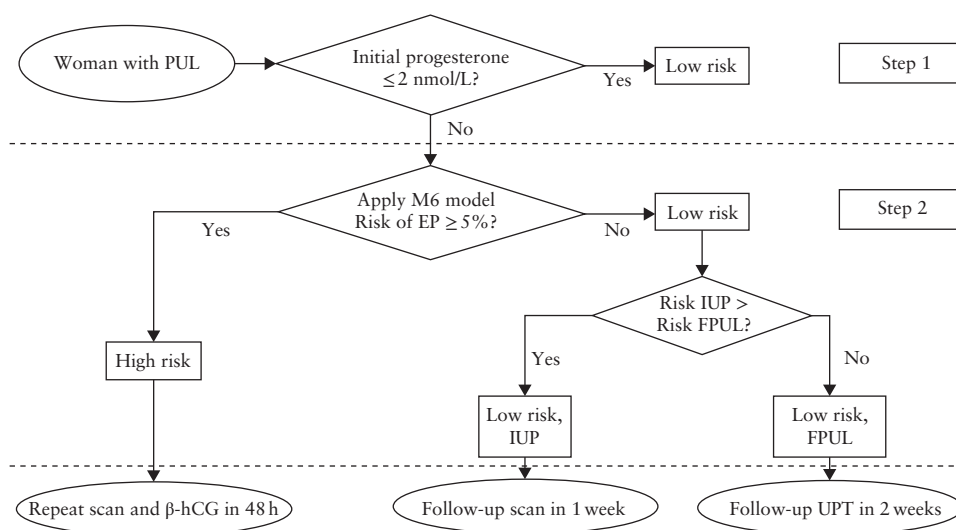 Woman with PUL
Initial progesterone
≤2 nmol/L?
Yes
Low risk
Step 1
No
Apply M6 model
Risk of EP ≥ 5%?
Yes
No
Low risk
Step 2
Risk IUP >
Risk FPUL?
High risk
Yes
No
Low risk,
IUP
Low risk,
FPUL
Repeat scan and β-hCG in 48 h
Follow-up scan in 1 week
Follow-up UPT in 2 weeks